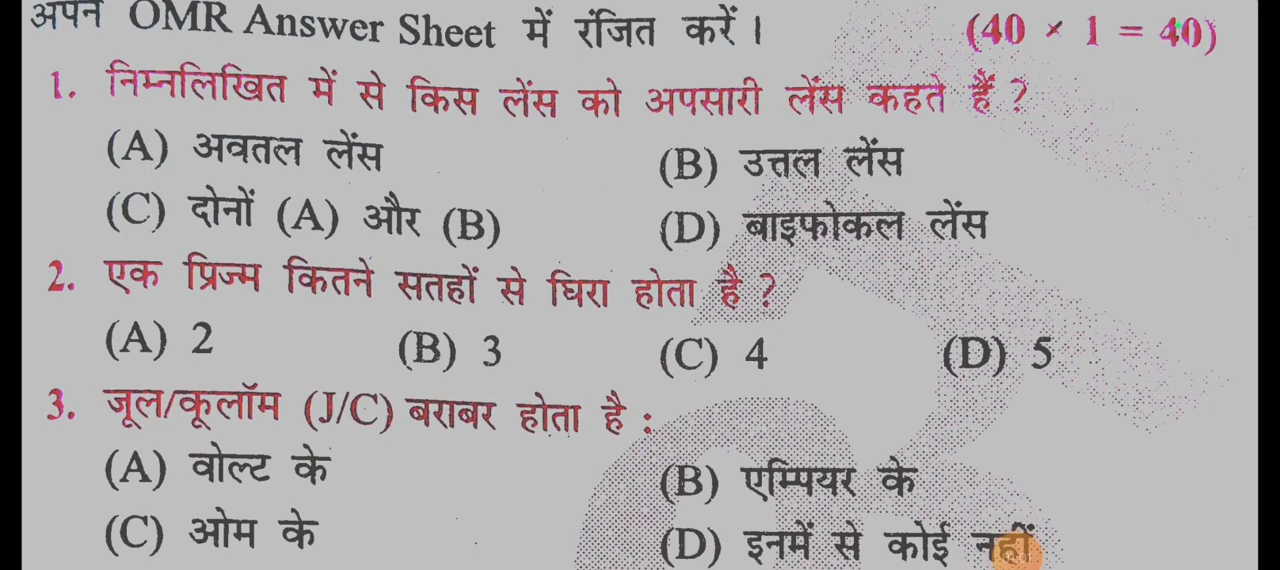 अपने OMR Answer Sheet में रंजित करें । (40 × 1 = 40)
1. निम्नलिखित में से किस लेंस को अपसारी लेंस कहते हैं ?
(A) अवतल लेंस (B) उत्तल लेंस
(C) दोनों (A) और (B) (D) बाइफोकल लेंस
2. एक प्रिज्म कितने सतहों से घिरा होता है ?
(A) 2 (B) 3 (C) 4 (D) 5
3. जूल/कूलॉम (J/C) बराबर होता है :
(A) वोल्ट के (B) एम्पियर के
(C) ओम के (D) इनमें से कोई नहीं